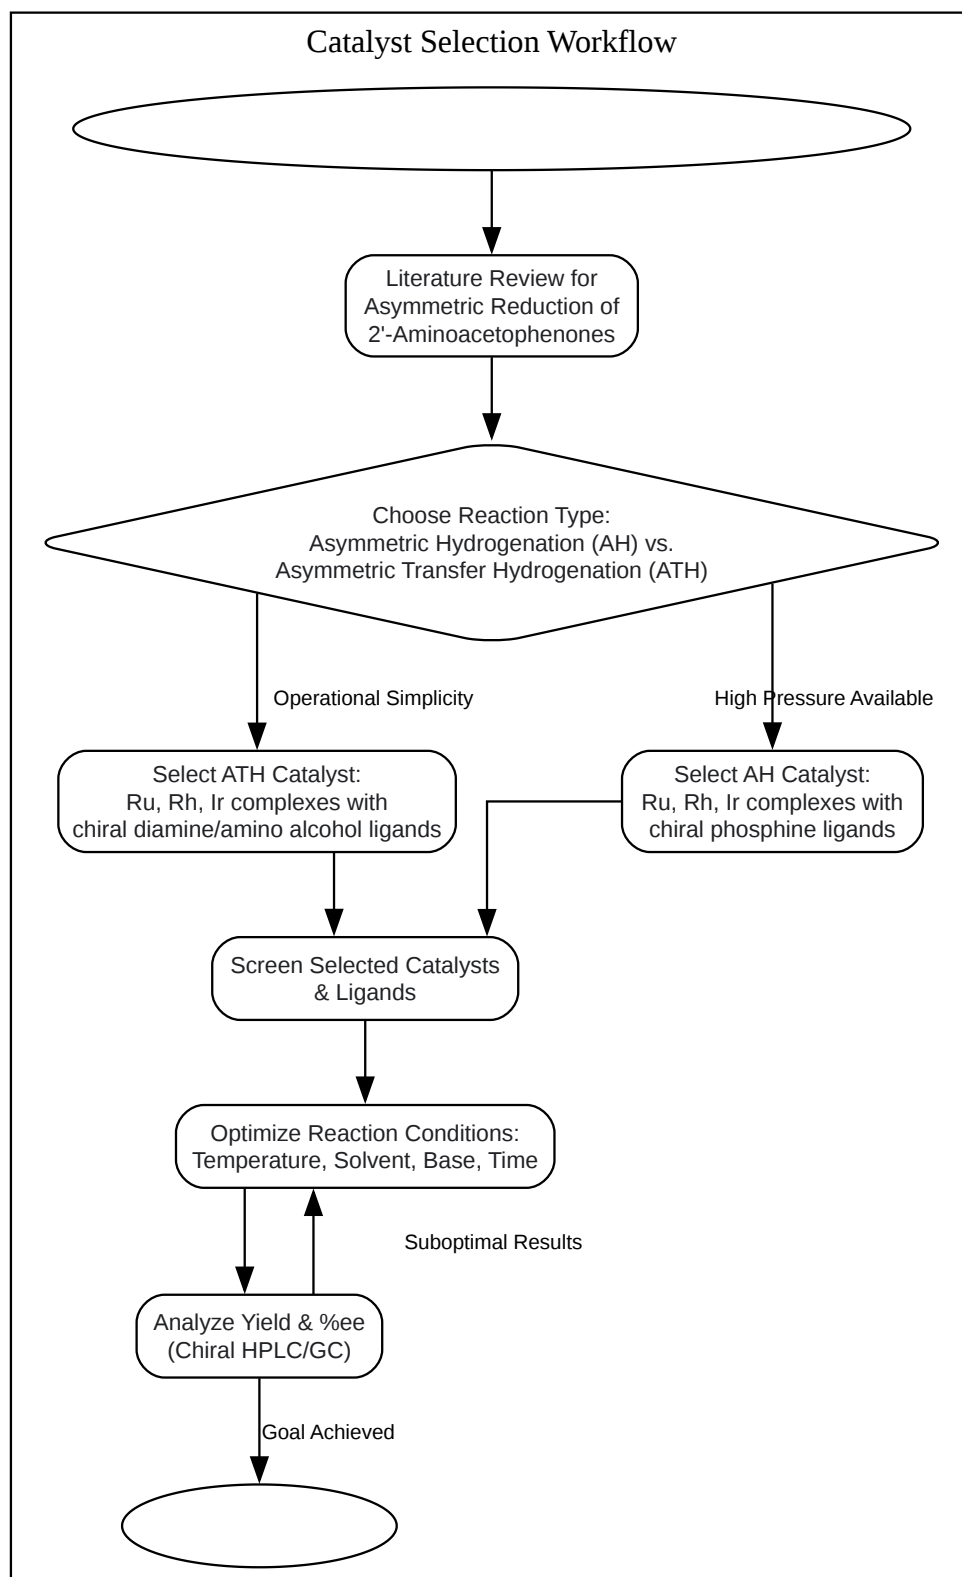 Catalyst Selection Workflow
Literature Review for
Asymmetric Reduction of
2'-Aminoacetophenones
Choose Reaction Type:
Asymmetric Hydrogenation (AH) vs.
Asymmetric Transfer Hydrogenation (ATH)
Operational Simplicity
High Pressure Available
Select ATH Catalyst:
Ru, Rh, Ir complexes with
chiral diamine/amino alcohol ligands
Select AH Catalyst:
Ru, Rh, Ir complexes with
chiral phosphine ligands
Screen Selected Catalysts
& Ligands
Optimize Reaction Conditions:
Temperature, Solvent, Base, Time
Suboptimal Results
Analyze Yield & %ee
(Chiral HPLC/GC)
Goal Achieved